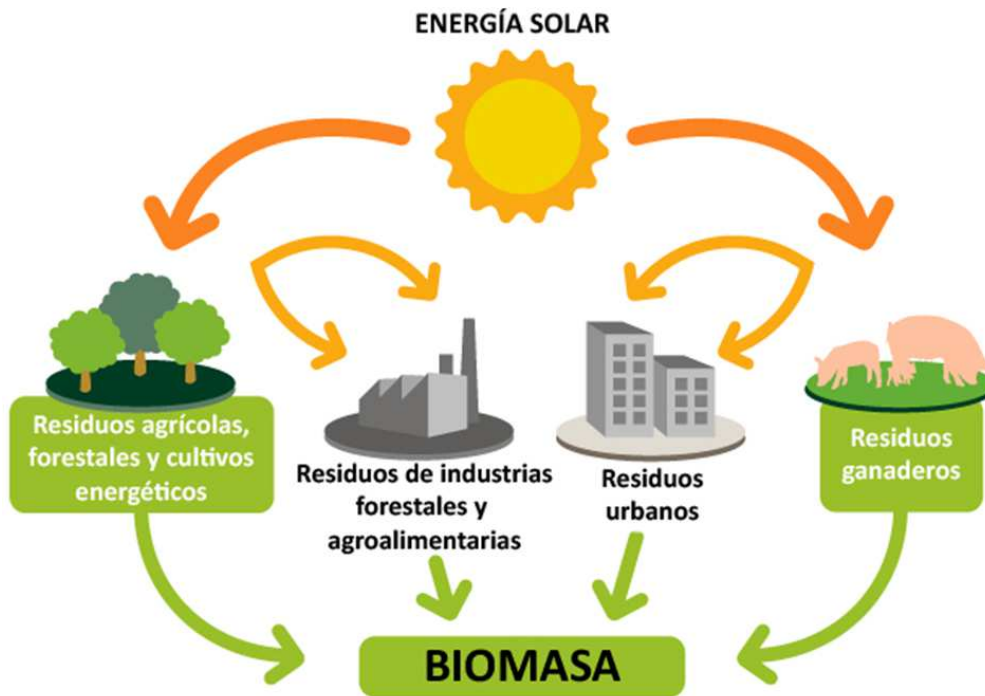 ENERGÍA SOLAR
Residuos agrícolas,
forestales y cultivos
energéticos
Residuos de industrias
forestales y
agroalimentarias
Residuos
urbanos
Residuos
ganaderos
BIOMASA